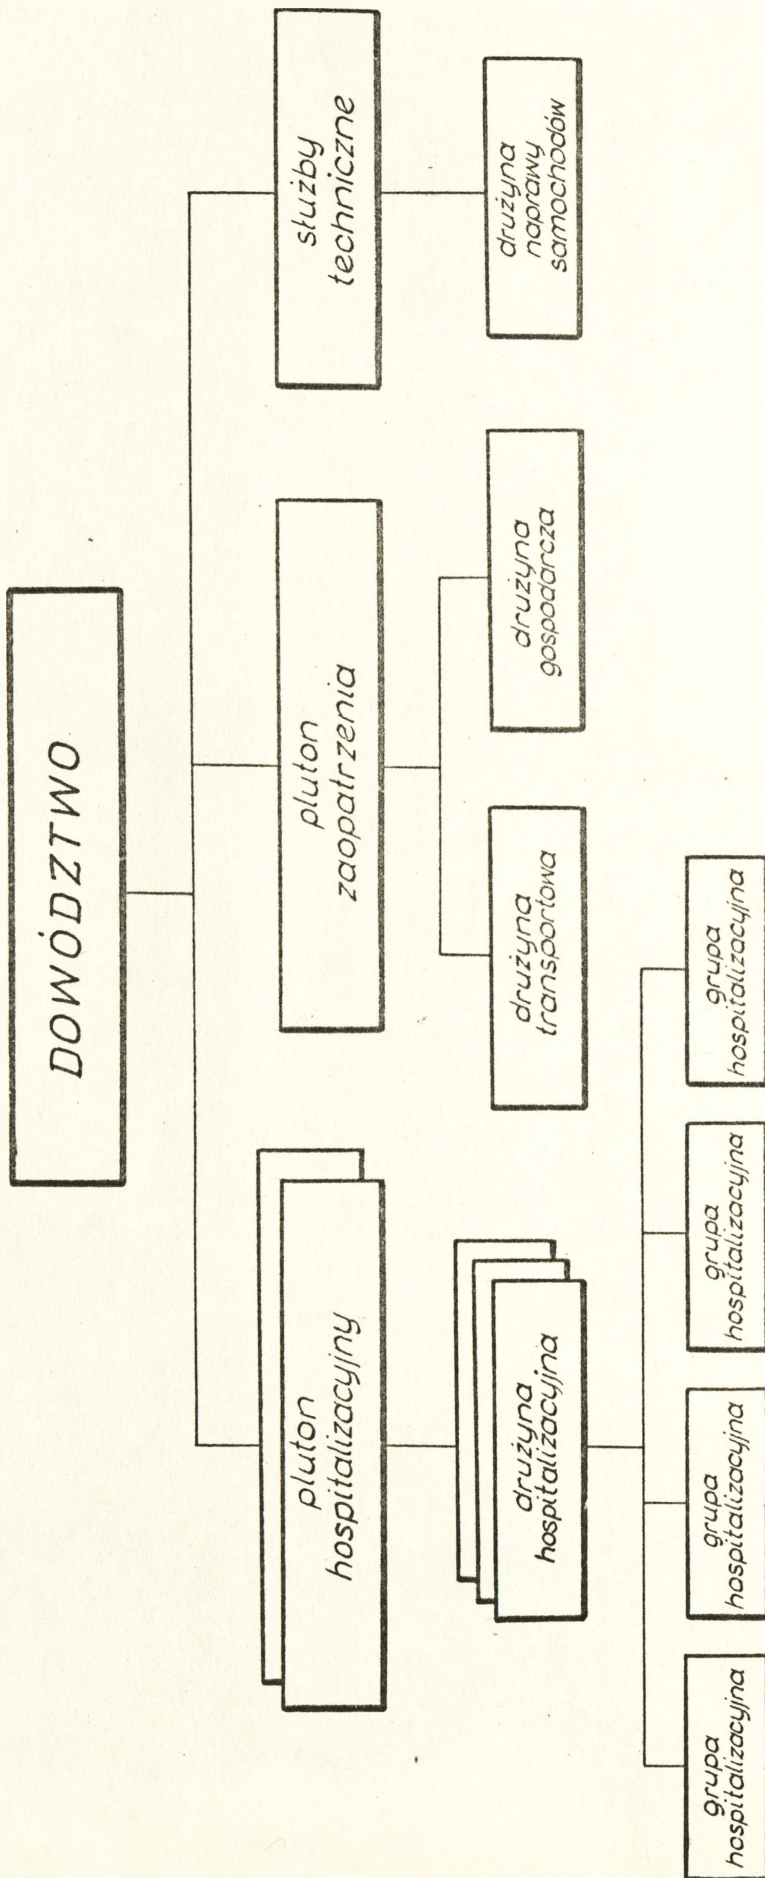 DOWÓDZTWO
pluton
hospitalizacyjny
pluton
zaopatrzenia
służby
techniczne
drużyna
hospitalizacyjna
drużyna
transportowa
drużyna
gospodarcza
drużyna
naprawy
samochodów
grupa
hospitalizacyjna
grupa
hospitalizacyjna
grupa
hospitalizacyjna
grupa
hospitalizacyjna